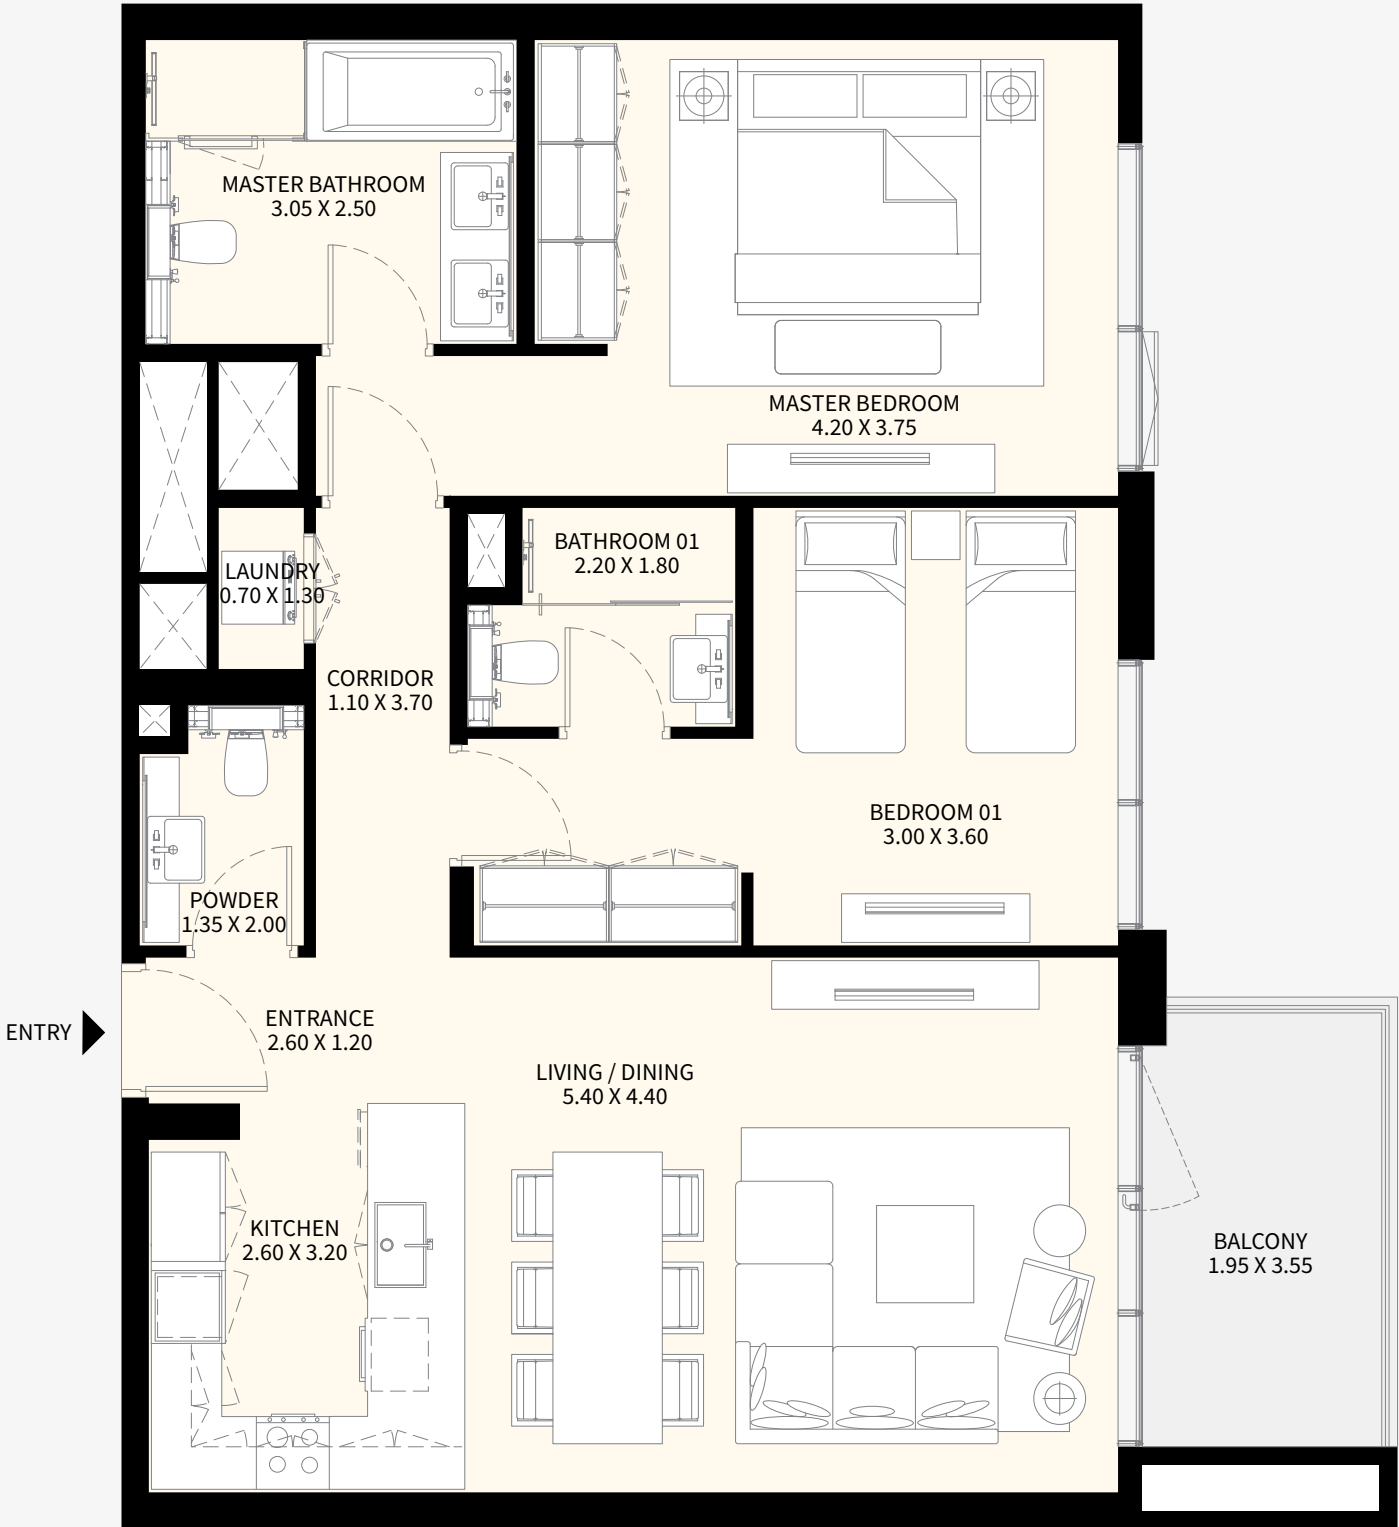 MASTER BATHROOM
3.05 X 2.50
MASTER BEDROOM
4.20 X 3.75
BATHROOM 01
2.20 X 1.80
LAUNDRY
0.70 X 1.30
CORRIDOR
1.10 X 3.70
BEDROOM 01
3.00 X 3.60
POWDER
1.35 X 2.00
ENTRY
ENTRANCE
2.60 X 1.20
LIVING / DINING
5.40 X 4.40
KITCHEN
2.60 X 3.20
BALCONY
1.95 X 3.55